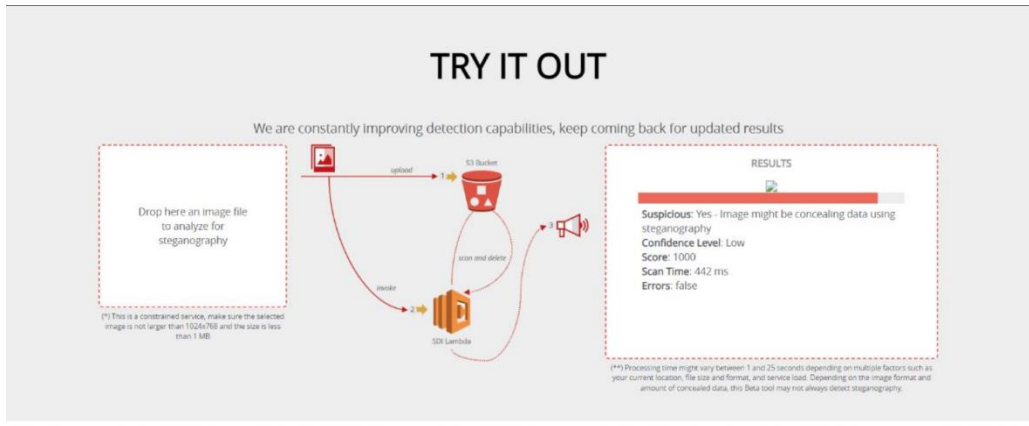 TRY IT OUT
We are constantly improving detection capabilities, keep coming back for updated results
Drop here an image file
to analyze for
steganography
(*) This is a constrained service, make sure the selected
image is not larger than 1024x768 and the size is less
than 1 MB
upload
1
S3 Bucket
scan and delete
invoke
2
SDI Lambda
3
RESULTS
Suspicious: Yes - Image might be concealing data using
steganography
Confidence Level: Low
Score: 1000
Scan Time: 442 ms
Errors: false
(**) Processing time might vary between 1 and 25 seconds depending on multiple factors such as
your current location, file size and format, and service load. Depending on the image format and
amount of concealed data, this Beta tool may not always detect steganography.